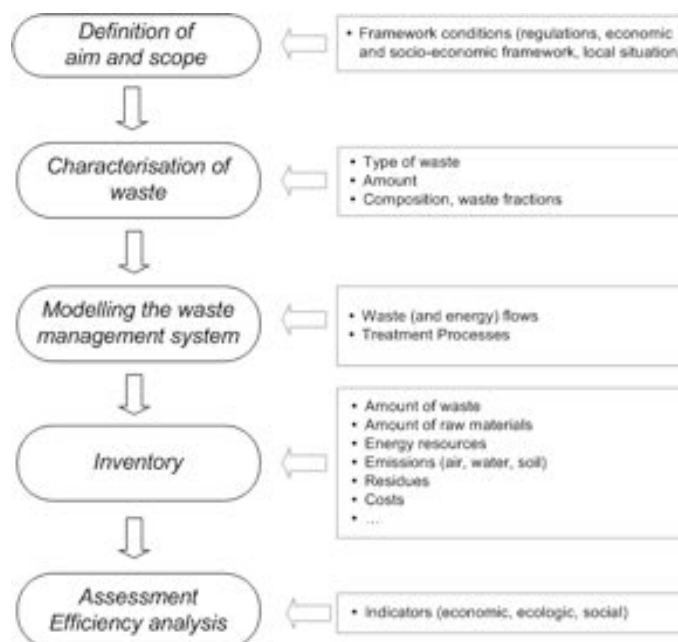 Definition of
aim and scope
• Framework conditions (regulations, economic
and socio-economic framework, local situation
Characterisation of
waste
• Type of waste
• Amount
• Composition, waste fractions
Modelling the waste
management system
• Waste (and energy) flows
• Treatment Processes
Inventory
• Amount of waste
• Amount of raw materials
• Energy resources
• Emissions (air, water, soil)
• Residues
• Costs
• ...
Assessment
Efficiency analysis
• Indicators (economic, ecologic, social)